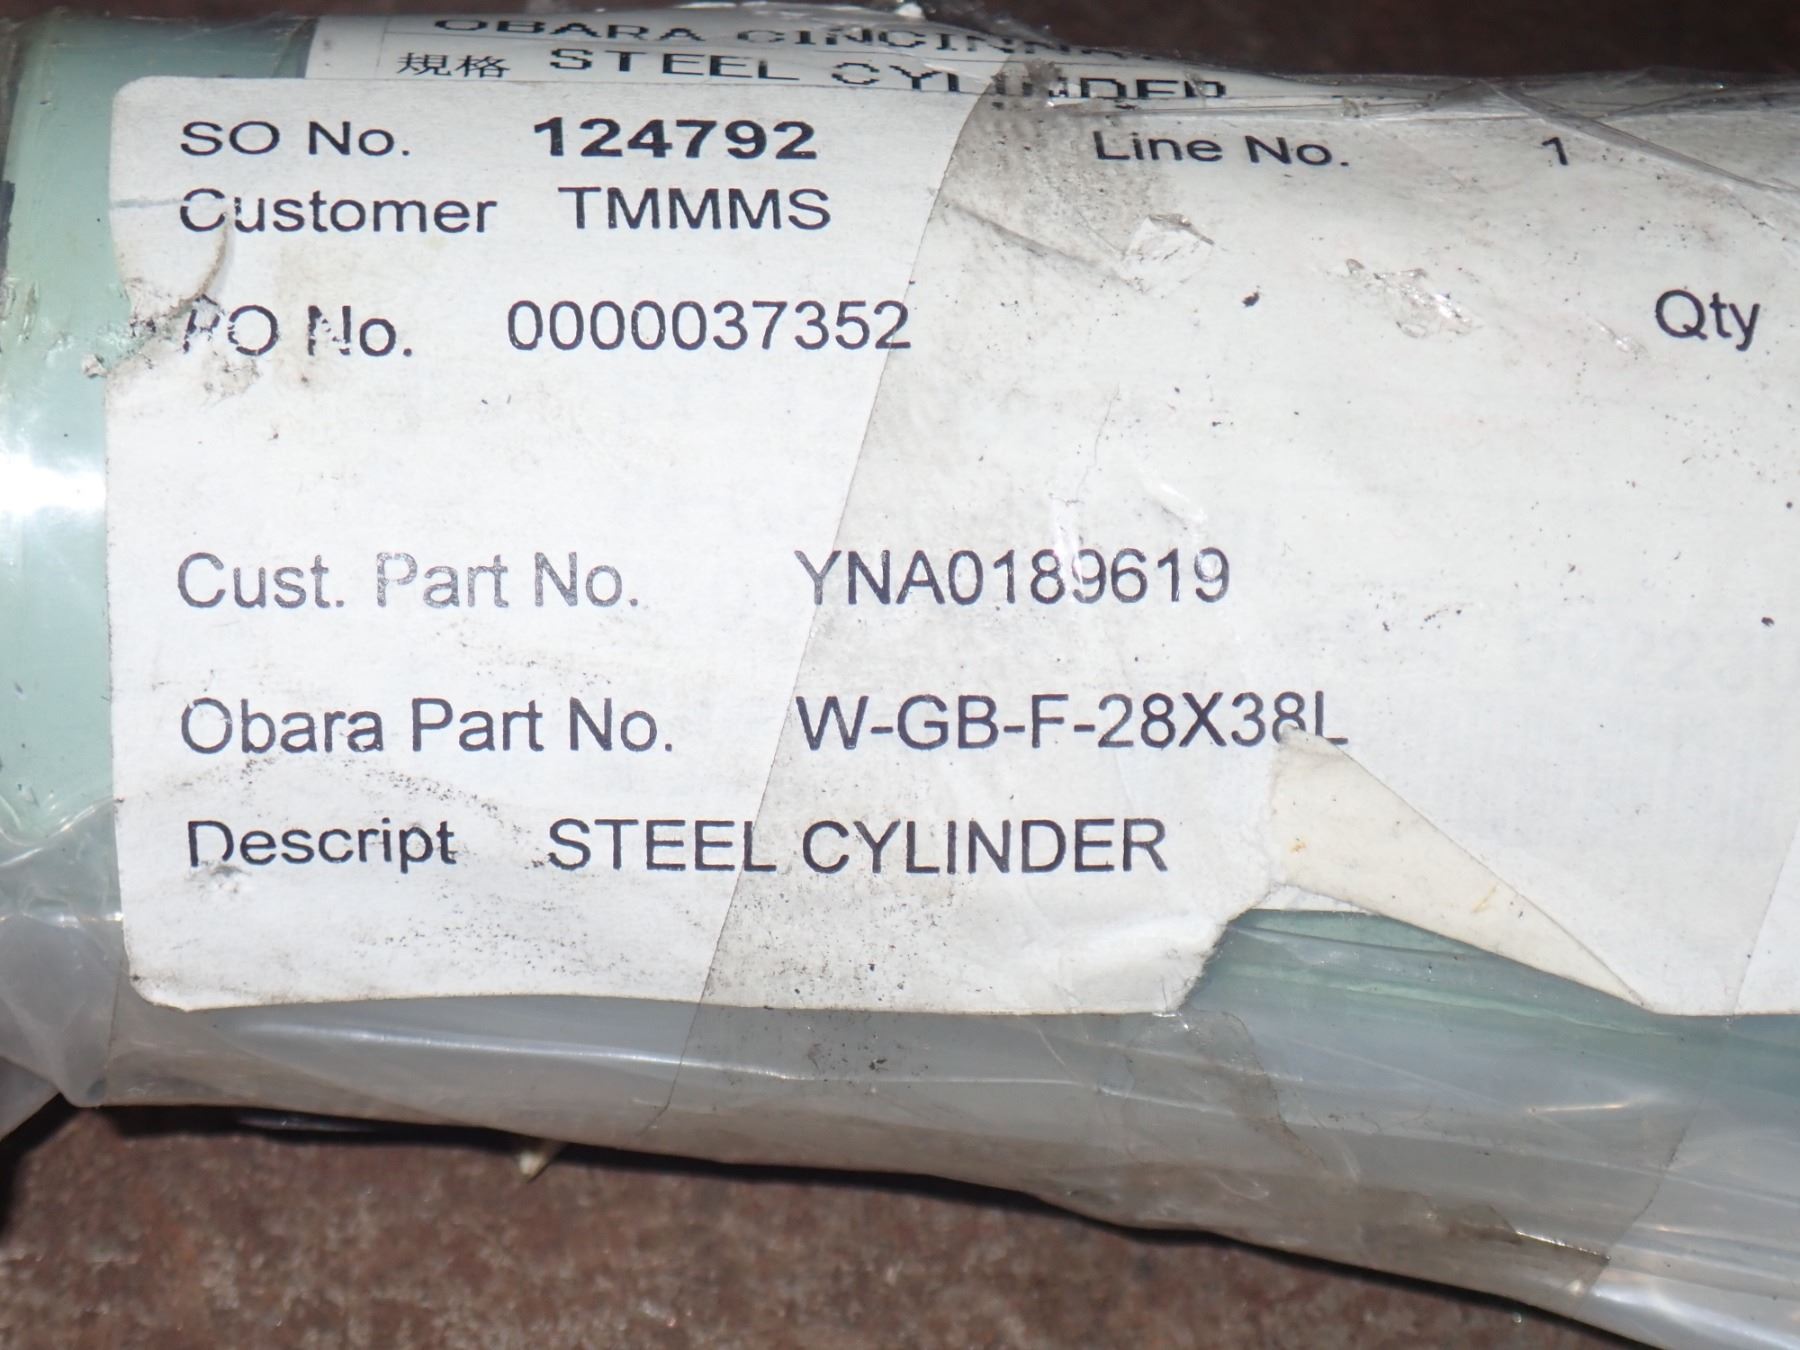 OBARA
規格 STEEL CYLINDER
SO No. 124792 Line No. 1
Customer TMMMS
PO No. 0000037352 Qty
Cust. Part No. YNA0189619
Obara Part No. W-GB-F-28X38L
Descript STEEL CYLINDER